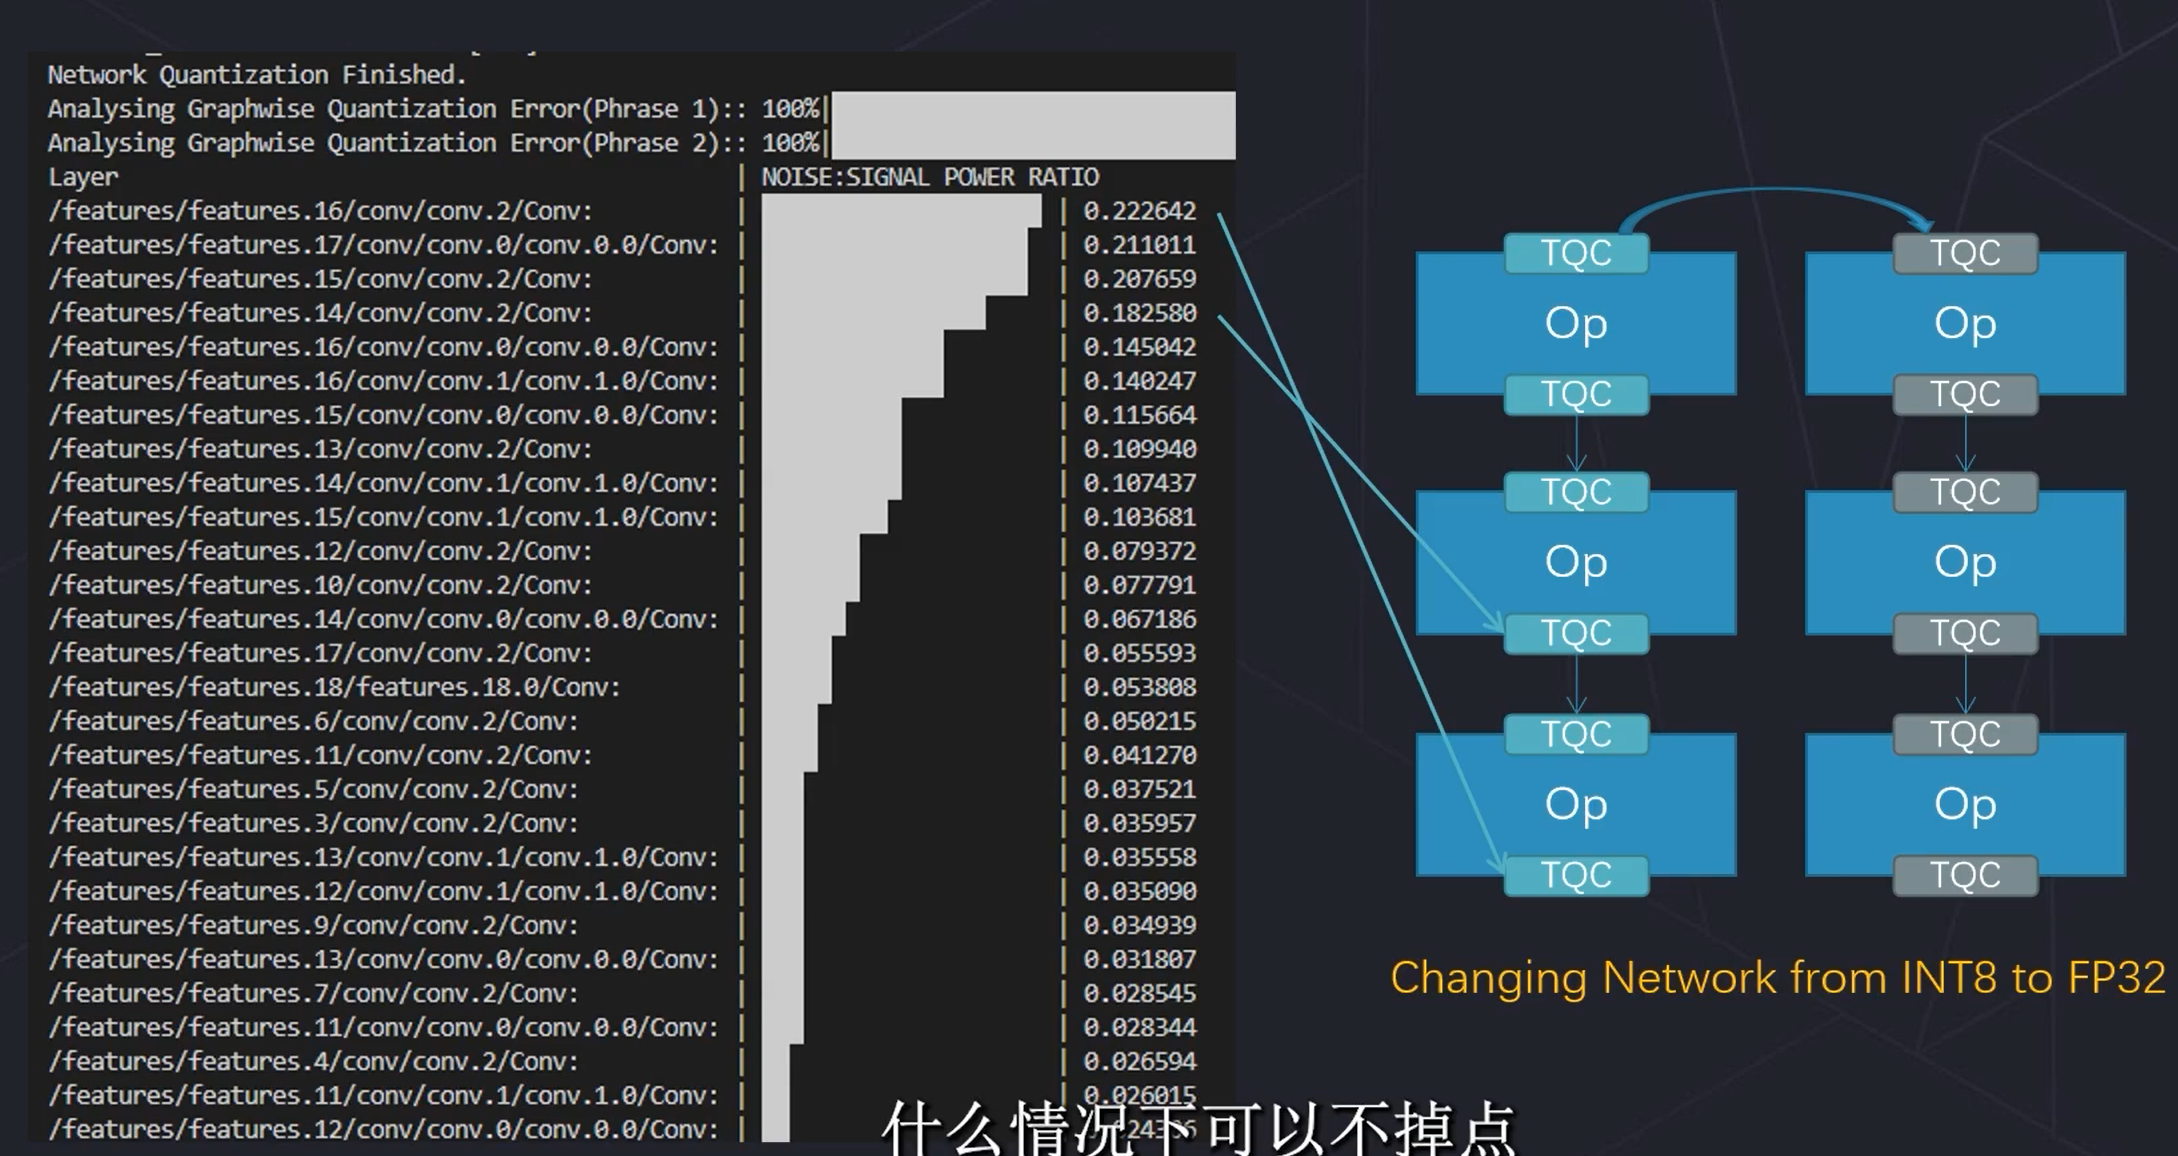 Network Quantization Finished.
Analysing Graphwise Quantization Error(Phrase 1):: 100%|
Analysing Graphwise Quantization Error(Phrase 2):: 100%|
Layer | NOISE:SIGNAL POWER RATIO
/features/features.16/conv/conv.2/Conv: | | 0.222642
/features/features.17/conv/conv.0/conv.0.0/Conv: | | 0.211011
/features/features.15/conv/conv.2/Conv: | | 0.207659
/features/features.14/conv/conv.2/Conv: | | 0.182580
/features/features.16/conv/conv.0/conv.0.0/Conv: | | 0.145042
/features/features.16/conv/conv.1/conv.1.0/Conv: | | 0.140247
/features/features.15/conv/conv.0/conv.0.0/Conv: | | 0.115664
/features/features.13/conv/conv.2/Conv: | | 0.109940
/features/features.14/conv/conv.1/conv.1.0/Conv: | | 0.107437
/features/features.15/conv/conv.1/conv.1.0/Conv: | | 0.103681
/features/features.12/conv/conv.2/Conv: | | 0.079372
/features/features.10/conv/conv.2/Conv: | | 0.077791
/features/features.14/conv/conv.0/conv.0.0/Conv: | | 0.067186
/features/features.17/conv/conv.2/Conv: | | 0.055593
/features/features.18/features.18.0/Conv: | | 0.053808
/features/features.6/conv/conv.2/Conv: | | 0.050215
/features/features.11/conv/conv.2/Conv: | | 0.041270
/features/features.5/conv/conv.2/Conv: | | 0.037521
/features/features.3/conv/conv.2/Conv: | | 0.035957
/features/features.13/conv/conv.1/conv.1.0/Conv: | | 0.035558
/features/features.12/conv/conv.1/conv.1.0/Conv: | | 0.035090
/features/features.9/conv/conv.2/Conv: | | 0.034939
/features/features.13/conv/conv.0/conv.0.0/Conv: | | 0.031807
/features/features.7/conv/conv.2/Conv: | | 0.028545
/features/features.11/conv/conv.0/conv.0.0/Conv: | | 0.028344
/features/features.4/conv/conv.2/Conv: | | 0.026594
/features/features.11/conv/conv.1/conv.1.0/Conv: | | 0.026015
/features/features.12/conv/conv.0/conv.0.0/Conv: |
TQC
Op
TQC
TQC
Op
TQC
TQC
Op
TQC
TQC
Op
TQC
TQC
Op
TQC
TQC
Op
TQC
Changing Network from INT8 to FP32
什么情况下可以不掉点